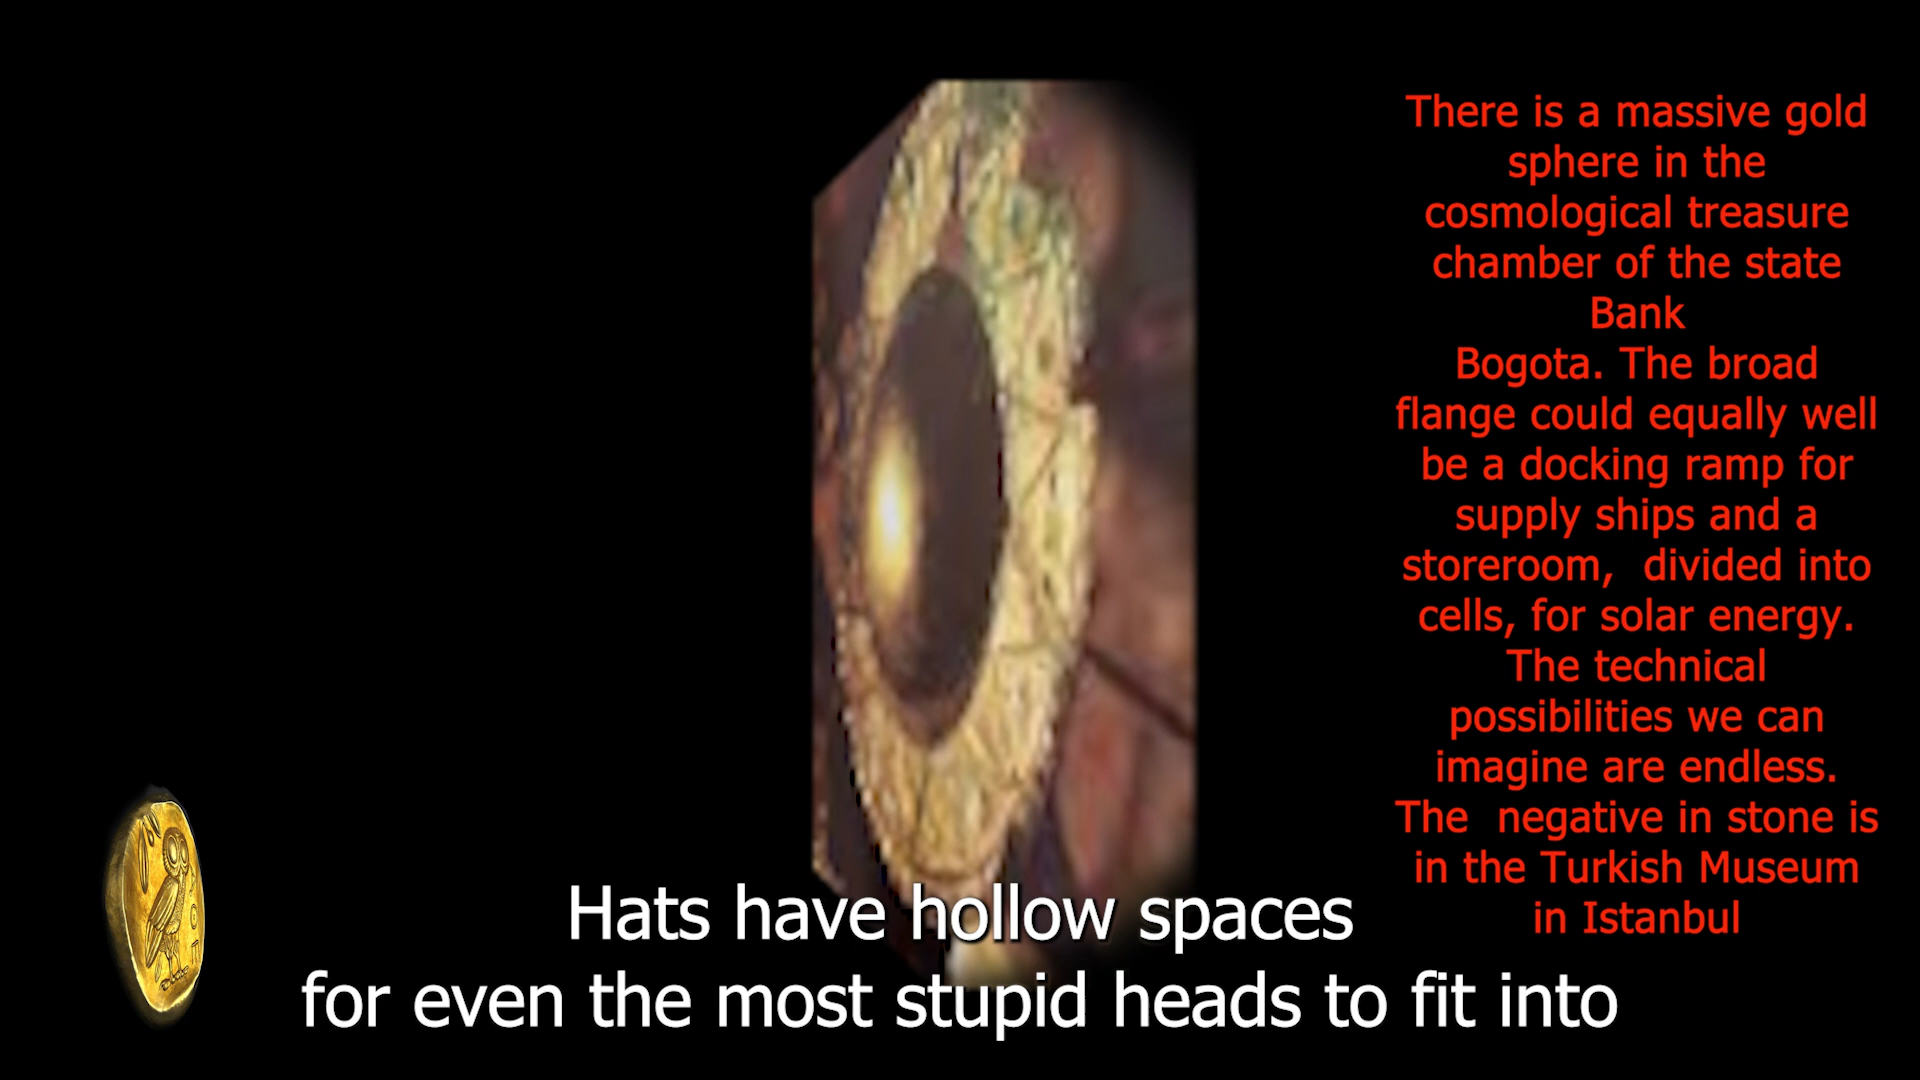 There is a massive gold
sphere in the
cosmological treasure
chamber of the state
Bank
Bogota. The broad
flange could equally well
be a docking ramp for
supply ships and a
storeroom,  divided into
cells, for solar energy.
The technical
possibilities we can
imagine are endless.
The  negative in stone is
in the Turkish Museum
in Istanbul
Hats have hollow spaces
for even the most stupid heads to fit into